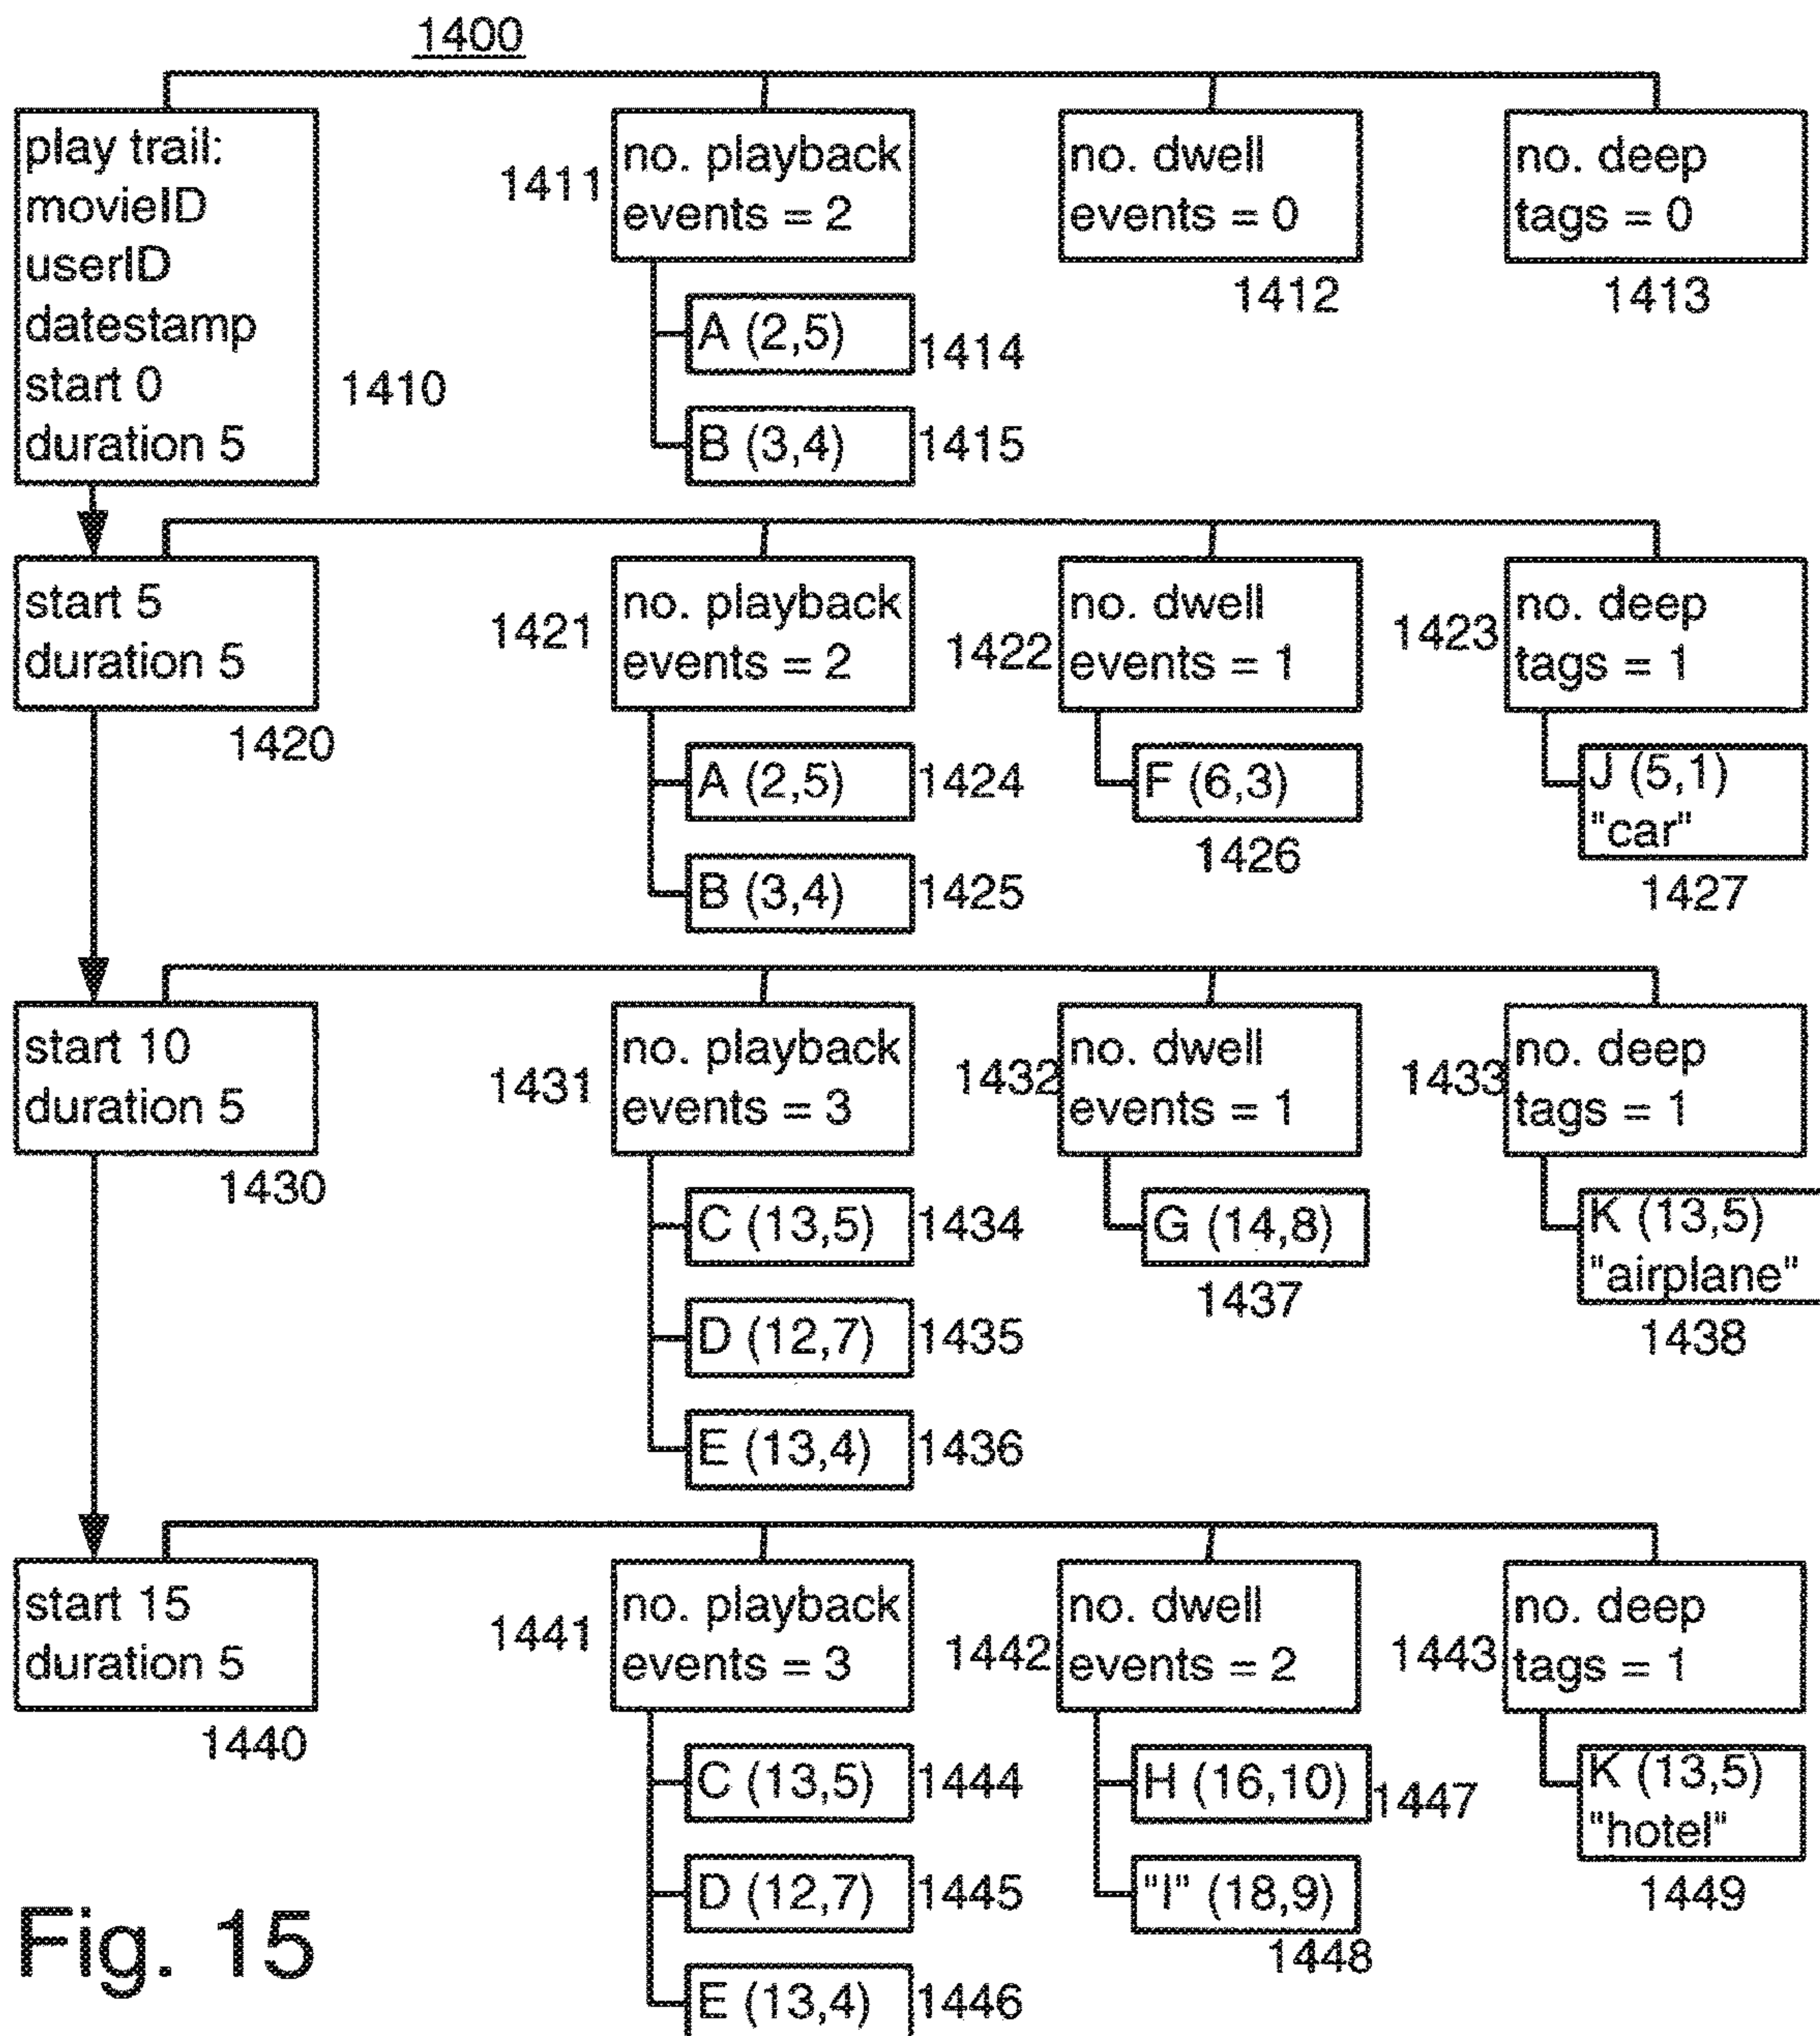 1400
play trail:
movieID
userID
datestamp
start 0
duration 5
1410
1411
no. playback
events = 2
A (2,5)
1414
B (3,4)
1415
no. dwell
events = 0
1412
no. deep
tags = 0
1413
start 5
duration 5
1420
1421
no. playback
events = 2
A (2,5)
1424
B (3,4)
1425
1422
no. dwell
events = 1
F (6,3)
1426
1423
no. deep
tags = 1
J (5,1)
"car"
1427
start 10
duration 5
1430
1431
no. playback
events = 3
C (13,5)
1434
D (12,7)
1435
E (13,4)
1436
1432
no. dwell
events = 1
G (14,8)
1437
1433
no. deep
tags = 1
K (13,5)
"airplane"
1438
start 15
duration 5
1440
1441
no. playback
events = 3
C (13,5)
1444
D (12,7)
1445
E (13,4)
1446
1442
no. dwell
events = 2
H (16,10)
1447
"I" (18,9)
1448
1443
no. deep
tags = 1
K (13,5)
"hotel"
1449
Fig. 15